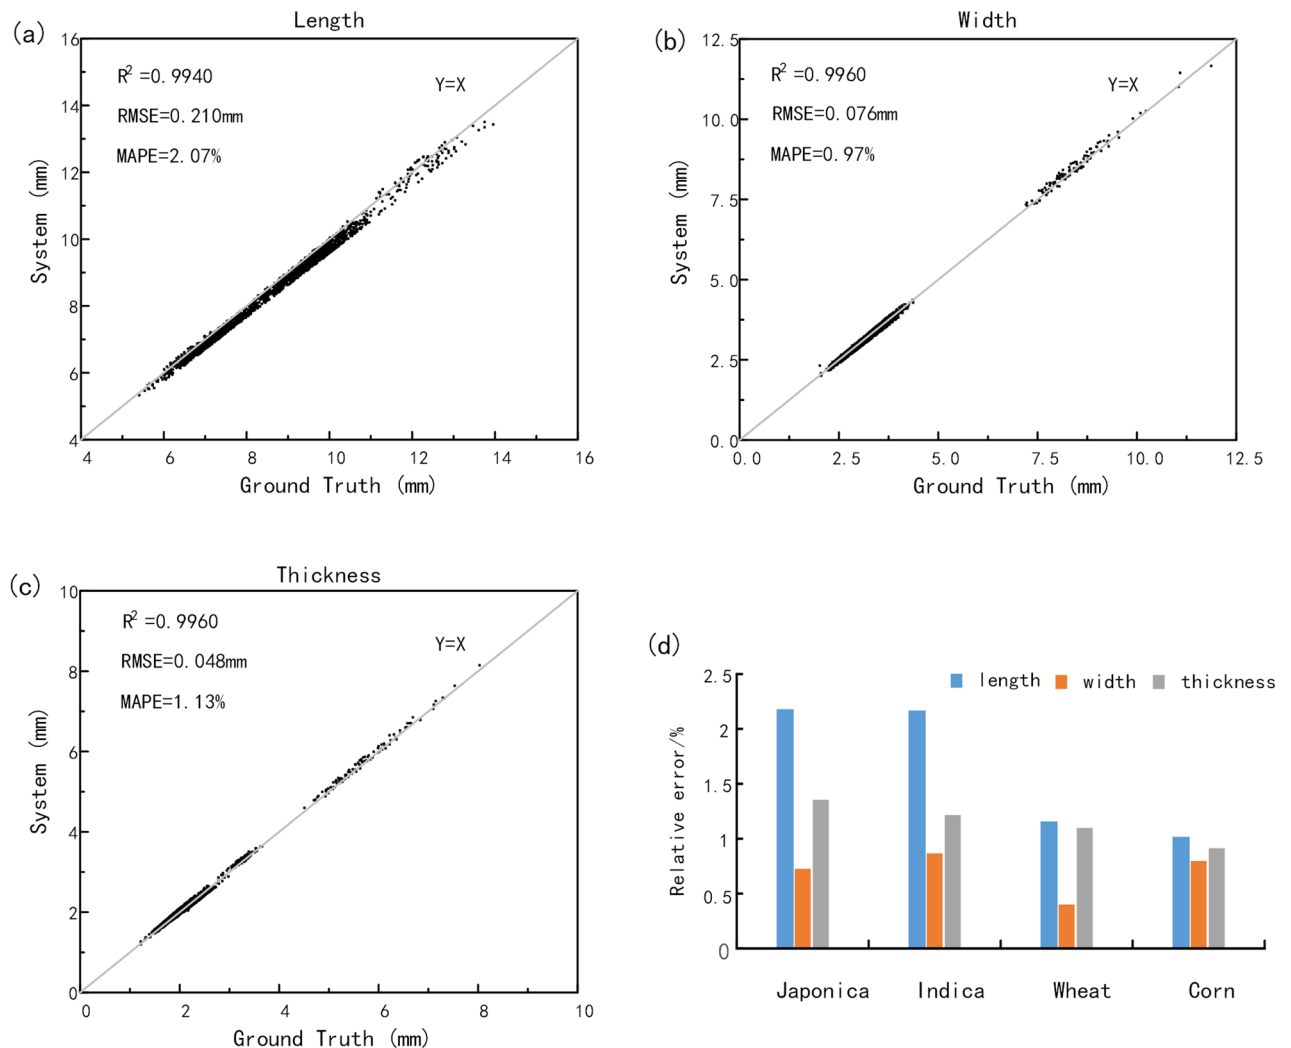 (a)
Length
R² =0.9940
RMSE=0.210mm
MAPE=2.07%
Y=X
System (mm)
16
14
12
10
8
6
4
4 6 8 10 12 14 16
Ground Truth (mm)
(b)
Width
R² =0.9960
RMSE=0.076mm
MAPE=0.97%
Y=X
System (mm)
12.5
10.0
7.5
5.0
2.5
0.0
0.0 2.5 5.0 7.5 10.0 12.5
Ground Truth (mm)
(c)
Thickness
R² =0.9960
RMSE=0.048mm
MAPE=1.13%
Y=X
System (mm)
10
8
6
4
2
0
0 2 4 6 8 10
Ground Truth (mm)
(d)
length width thickness
Relative error/%
2.5
2
1.5
1
0.5
0
Japonica Indica Wheat Corn